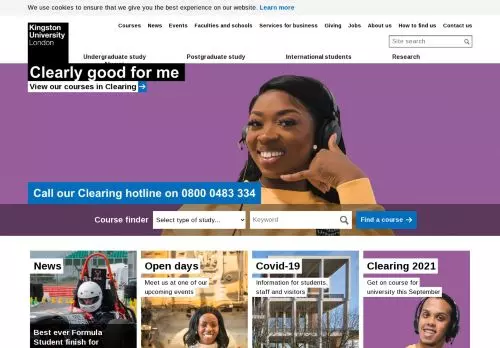 We use cookies to ensure that we give you the best experience on our website. Learn more
Courses News Events Faculties and schools Services for business Giving Jobs About us How to find us Contact us
Kingston
University
London
Site search
Undergraduate study Postgraduate study International students Research
Clearly good for me
View our courses in Clearing
Call our Clearing hotline on 0800 0483 334
Course finder Select type of study... Keyword Find a course
News
Best ever Formula
Student finish for
Open days
Meet us at one of our
upcoming events
Covid-19
Information for students,
staff and visitors
Clearing 2021
Get on course for
university this September